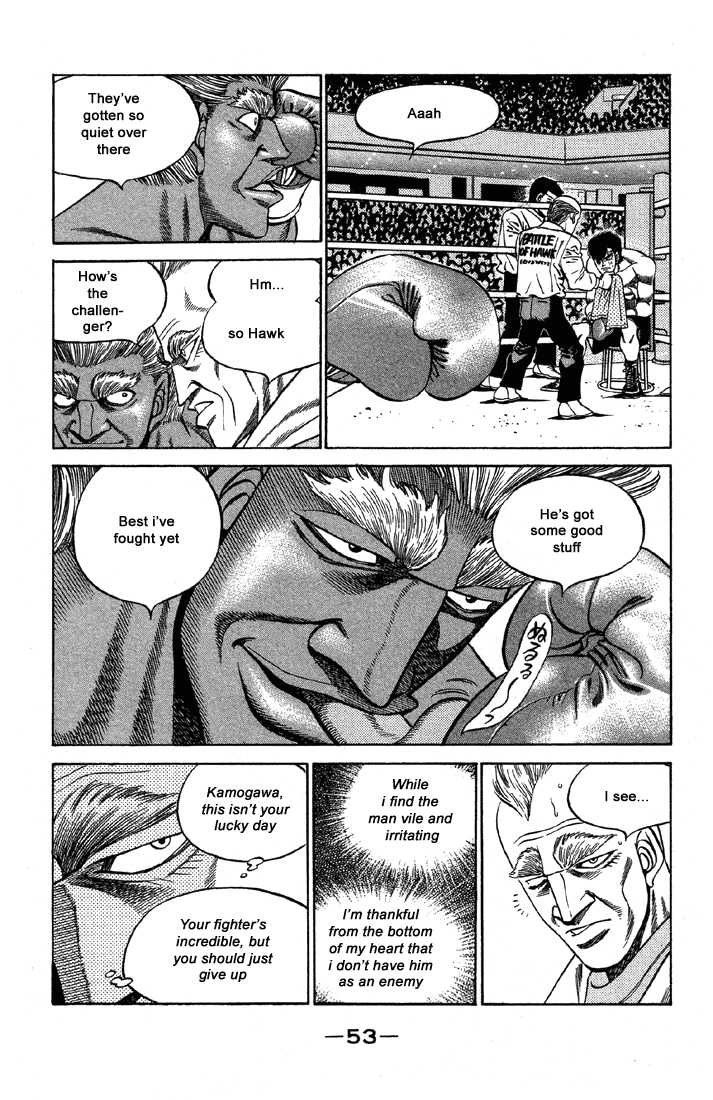 They've
gotten so
quiet over
there
Aaah
BATTLE
OF HAWK
How's
the
challen-
ger?
Hm...
so Hawk
Best i've
fought yet
He's got
some good
stuff
ぬるる
Kamogawa,
this isn't your
lucky day
Your fighter's
incredible, but
you should just
give up
While
i find the
man vile and
irritating
I'm thankful
from the bottom
of my heart that
i don't have him
as an enemy
I see...
—53—